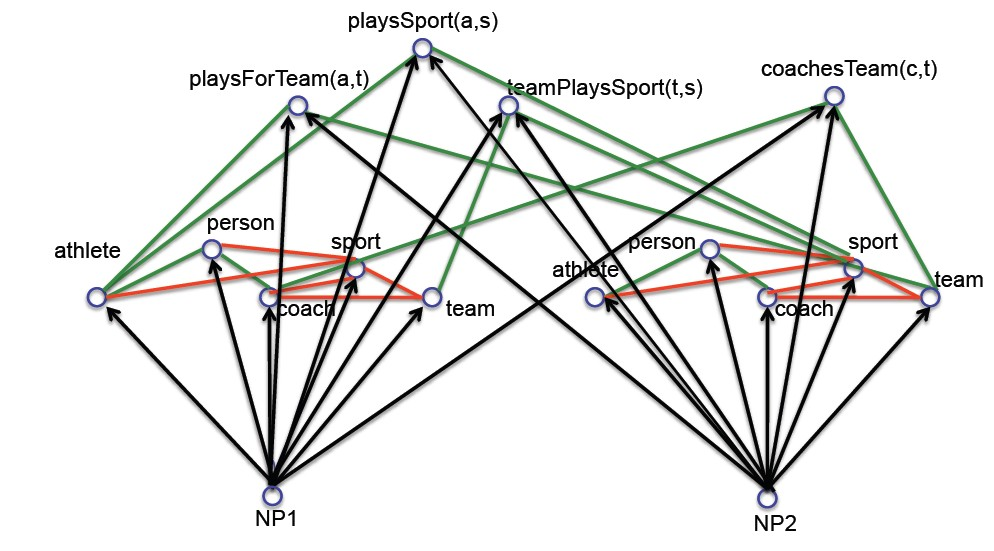 playsSport(a,s)
playsForTeam(a,t)
teamPlaysSport(t,s)
coachesTeam(c,t)
person
sport
athlete
coach
team
person
sport
athlete
coach
team
NP1
NP2